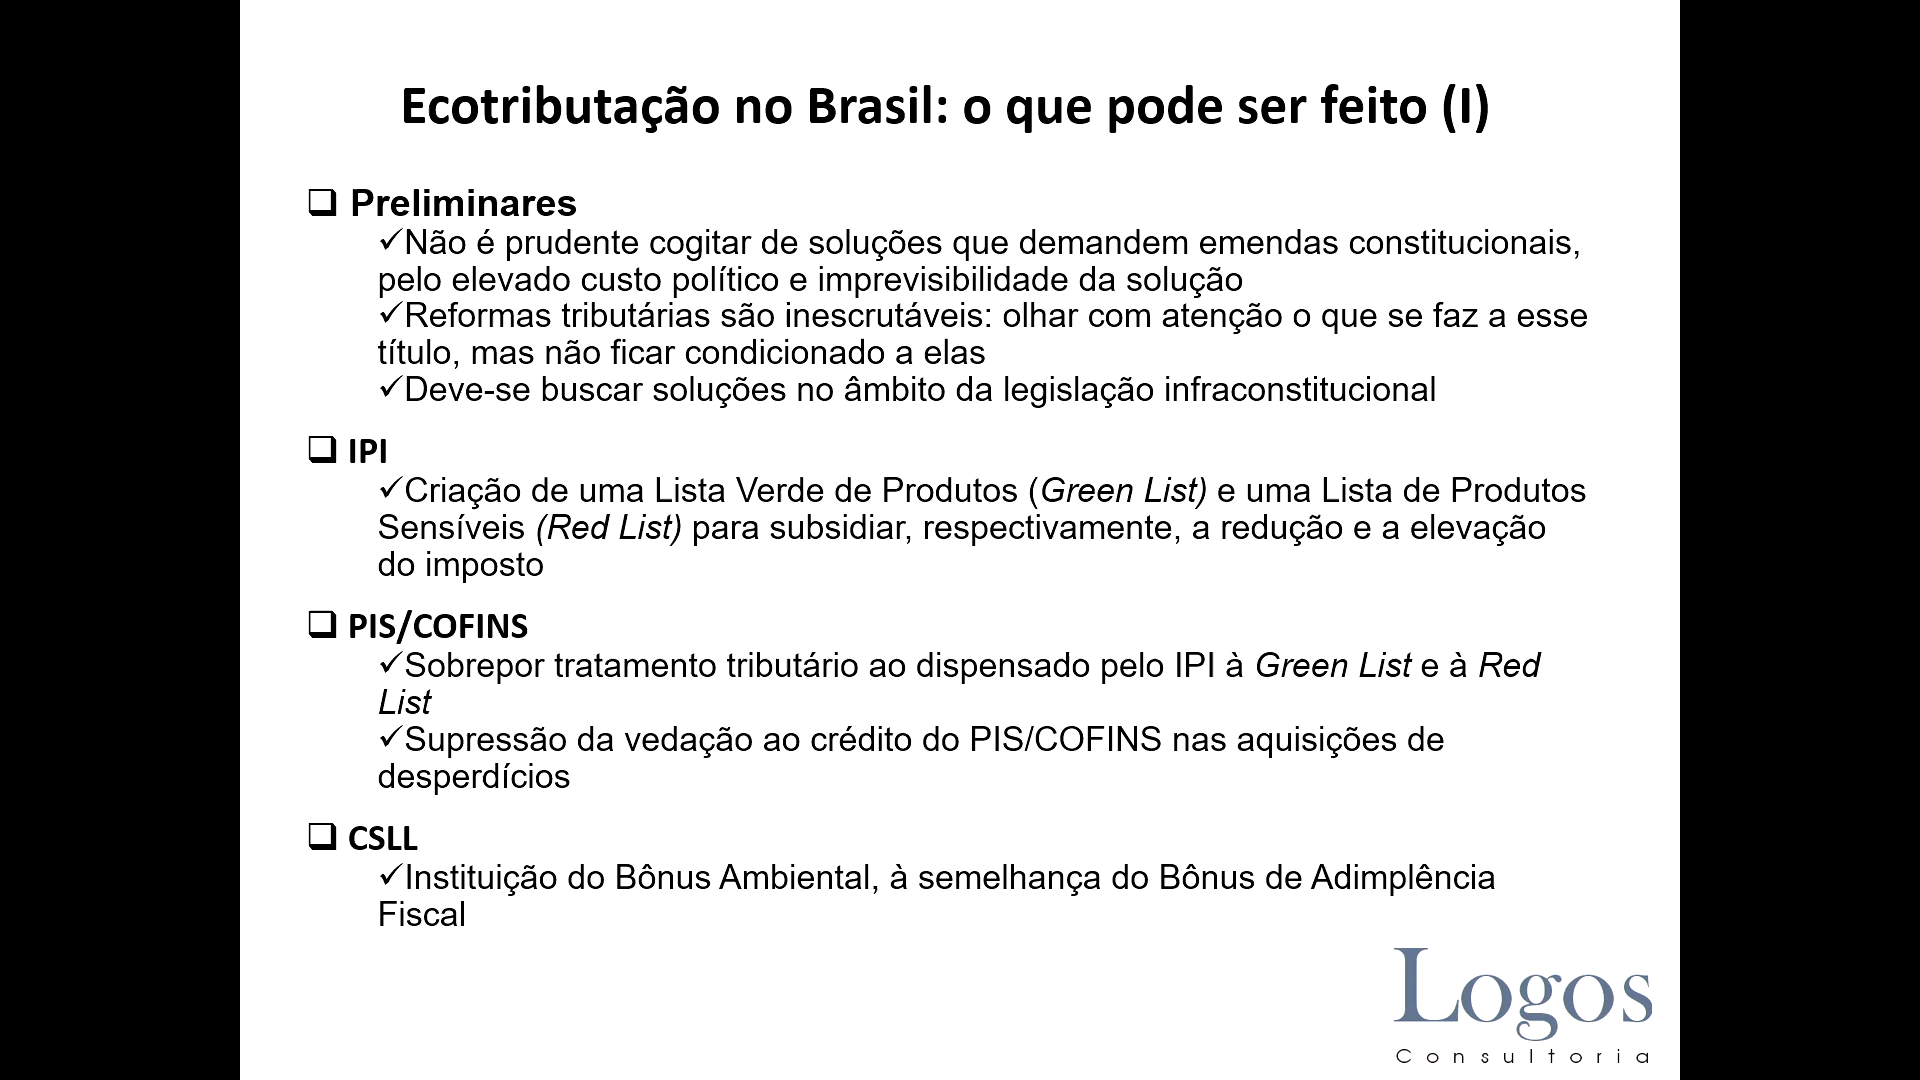 Ecotributação no Brasil: o que pode ser feito (I)
❑ Preliminares
✓Não é prudente cogitar de soluções que demandem emendas constitucionais,
pelo elevado custo político e imprevisibilidade da solução
✓Reformas tributárias são inescrutáveis: olhar com atenção o que se faz a esse
título, mas não ficar condicionado a elas
✓Deve-se buscar soluções no âmbito da legislação infraconstitucional
❑ IPI
✓Criação de uma Lista Verde de Produtos (Green List) e uma Lista de Produtos
Sensíveis (Red List) para subsidiar, respectivamente, a redução e a elevação
do imposto
❑ PIS/COFINS
✓Sobrepor tratamento tributário ao dispensado pelo IPI à Green List e à Red
List
✓Supressão da vedação ao crédito do PIS/COFINS nas aquisições de
desperdícios
❑ CSLL
✓Instituição do Bônus Ambiental, à semelhança do Bônus de Adimplência
Fiscal
Logos
Consultoria